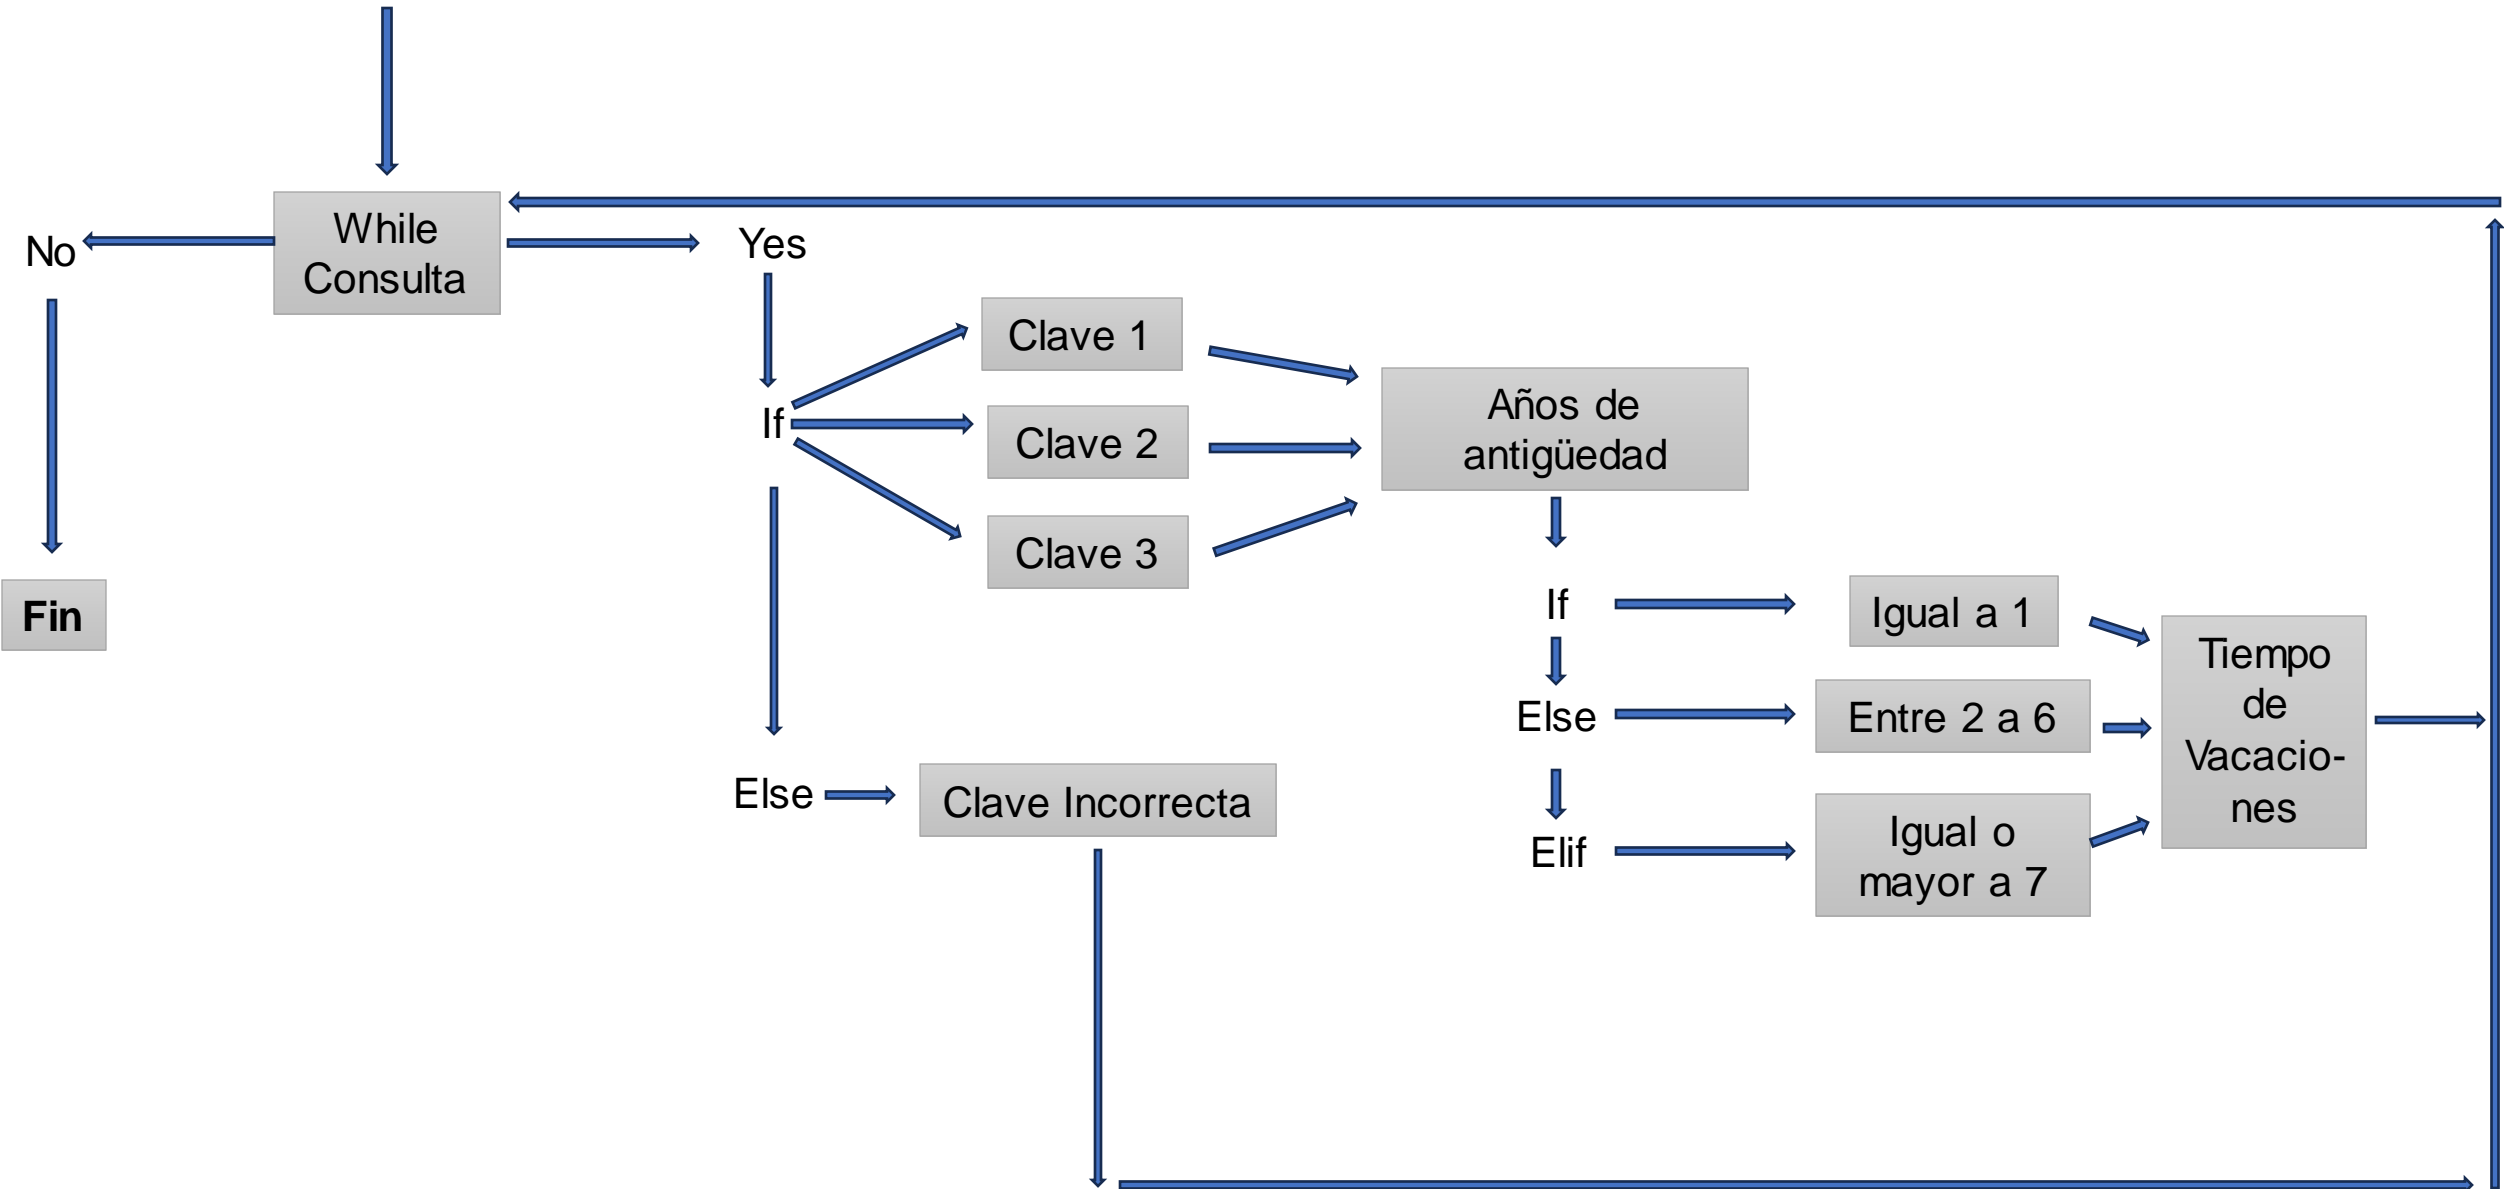 While
Consulta
No
Yes
Clave 1
If
Clave 2
Clave 3
Años de
antigüedad
Fin
If
Igual a 1
Else
Entre 2 a 6
Elif
Igual o
mayor a 7
Tiempo
de
Vacacio-
nes
Else
Clave Incorrecta